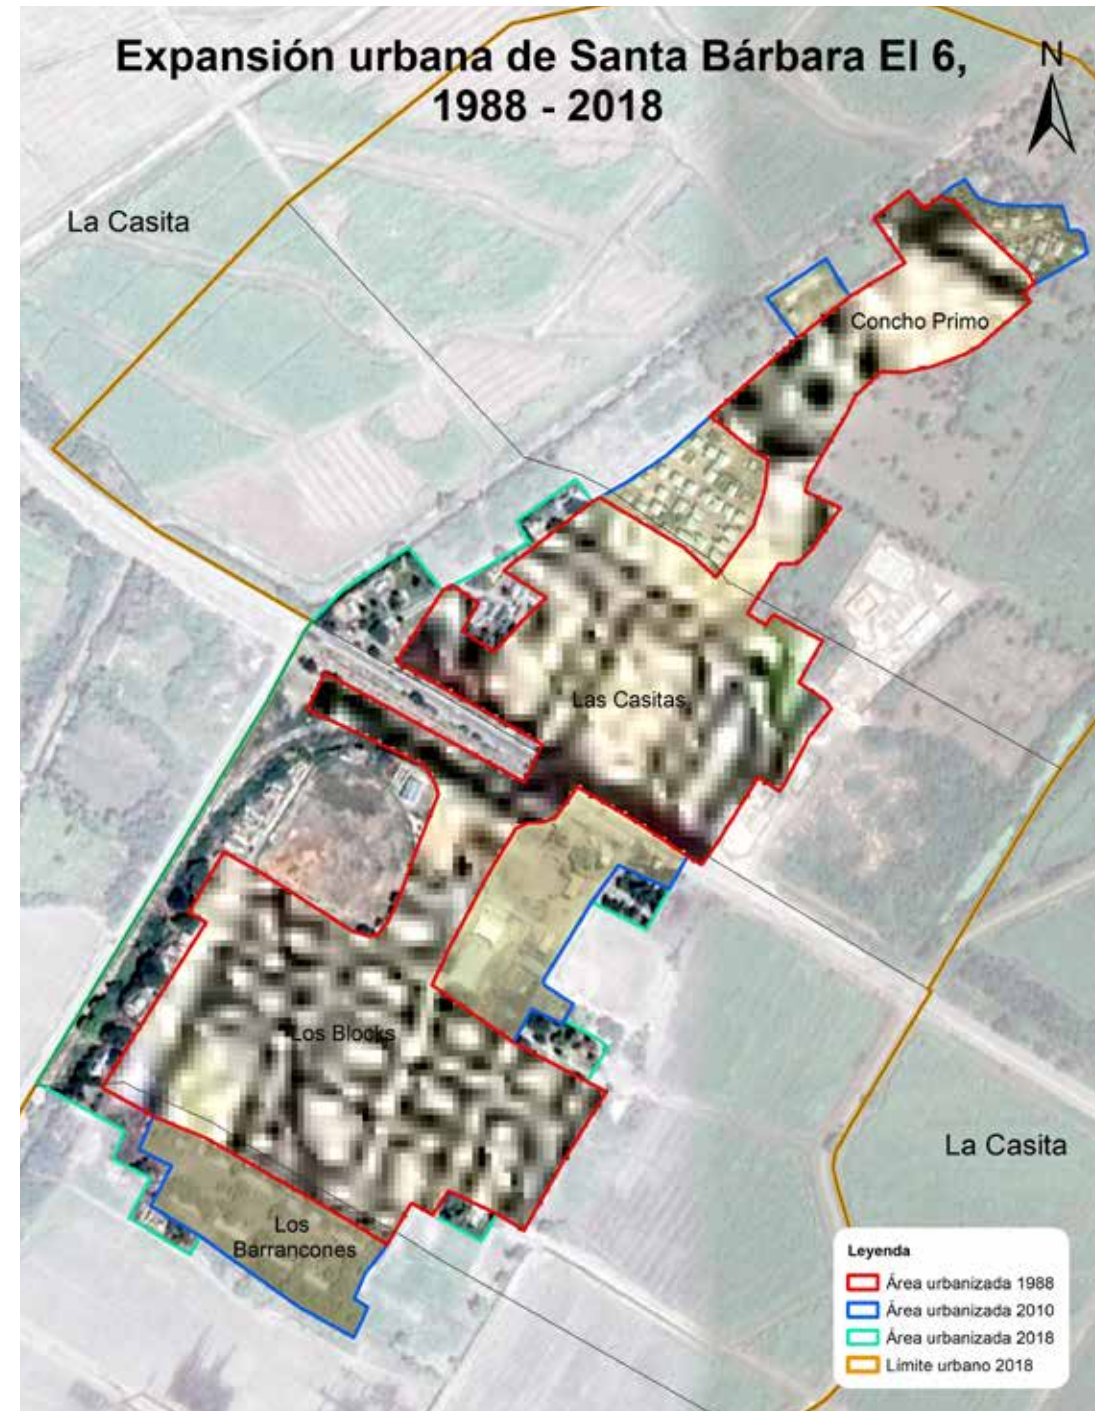 Expansión urbana de Santa Bárbara El 6,
1988 - 2018
N
La Casita
Concho Primo
Las Casitas
Los Blocks
La Casita
Los
Barrancones
Leyenda
Área urbanizada 1988
Área urbanizada 2010
Área urbanizada 2018
Límite urbano 2018